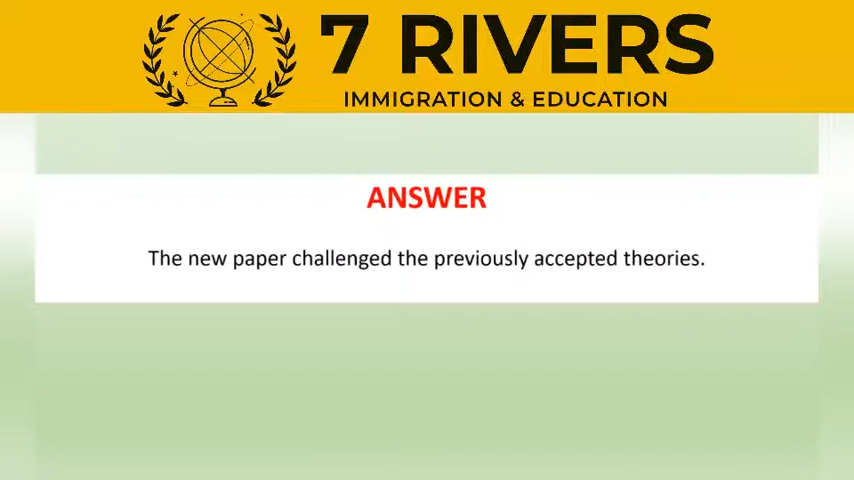 7 RIVERS
IMMIGRATION & EDUCATION
ANSWER
The new paper challenged the previously accepted theories.